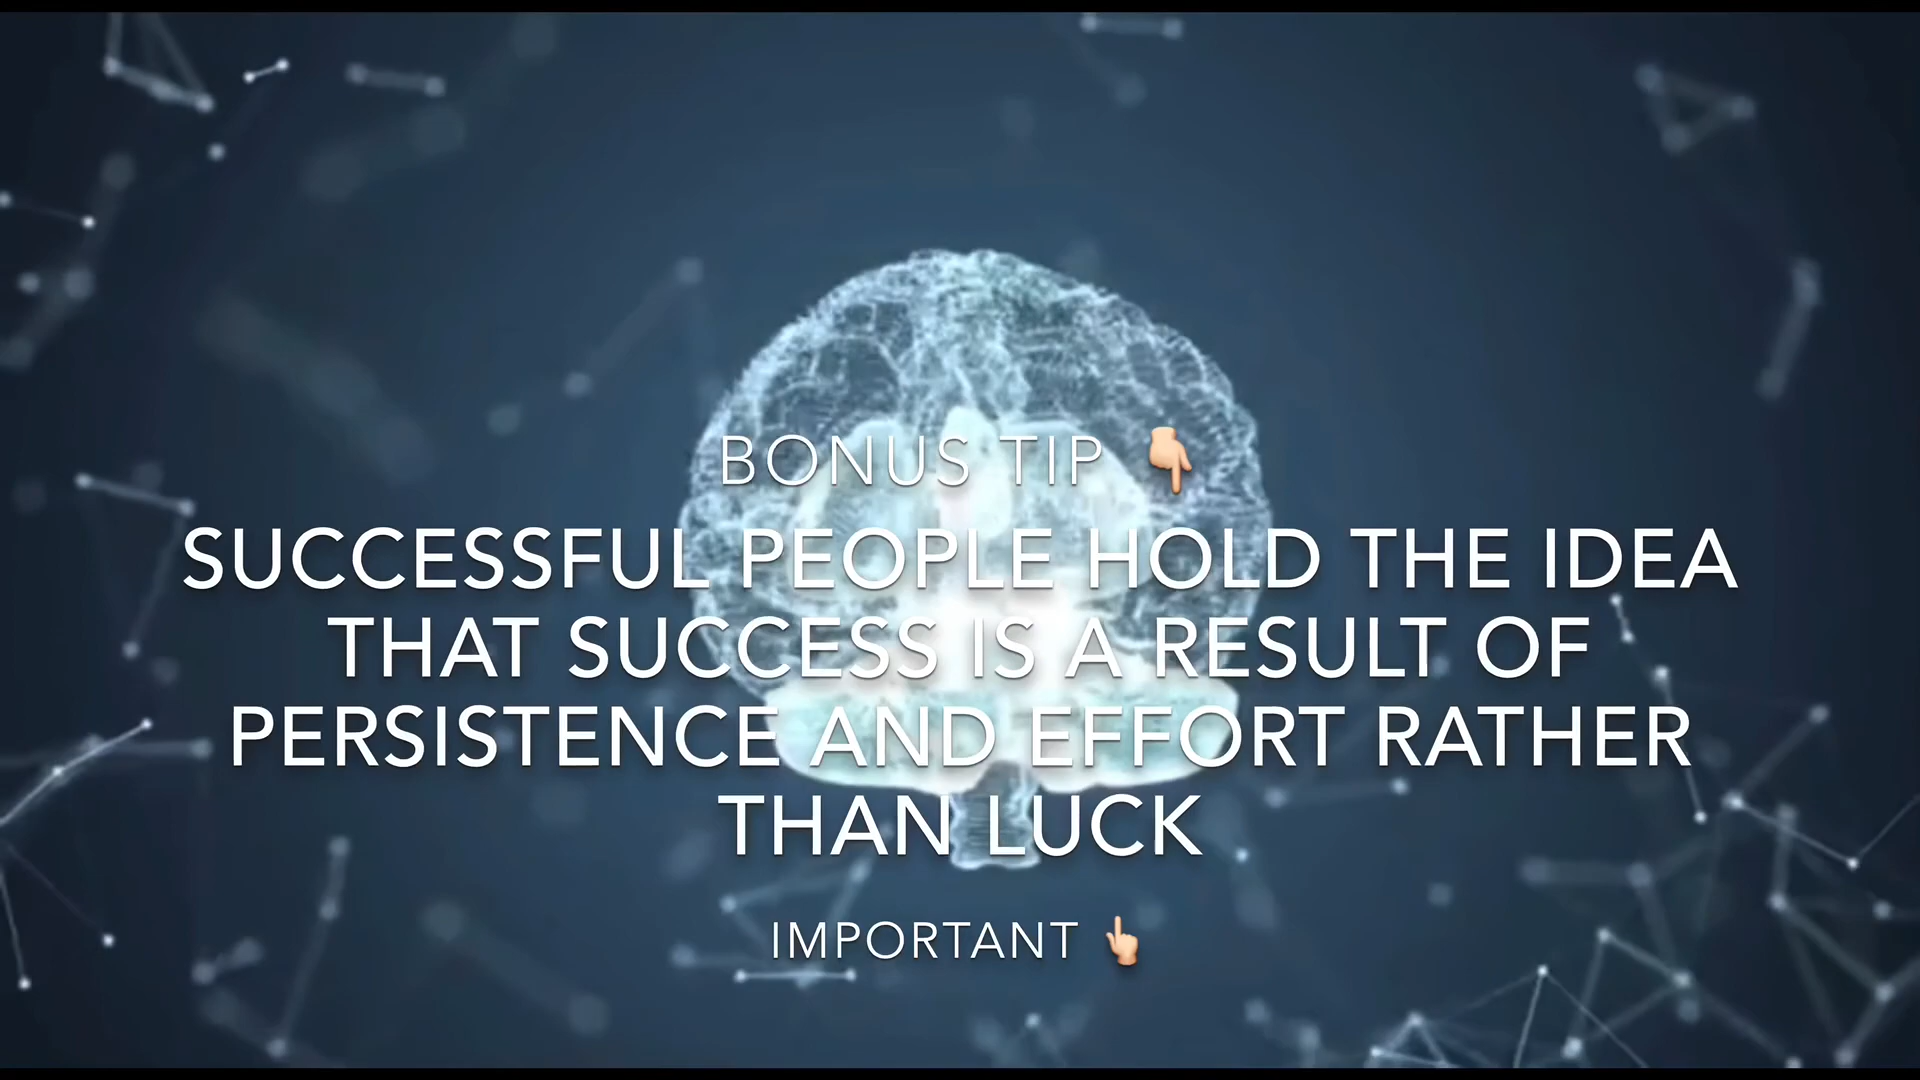 BONUS TIP 👇🏼
SUCCESSFUL PEOPLE HOLD THE IDEA
THAT SUCCESS IS A RESULT OF
PERSISTENCE AND EFFORT RATHER
THAN LUCK
IMPORTANT 👆🏼